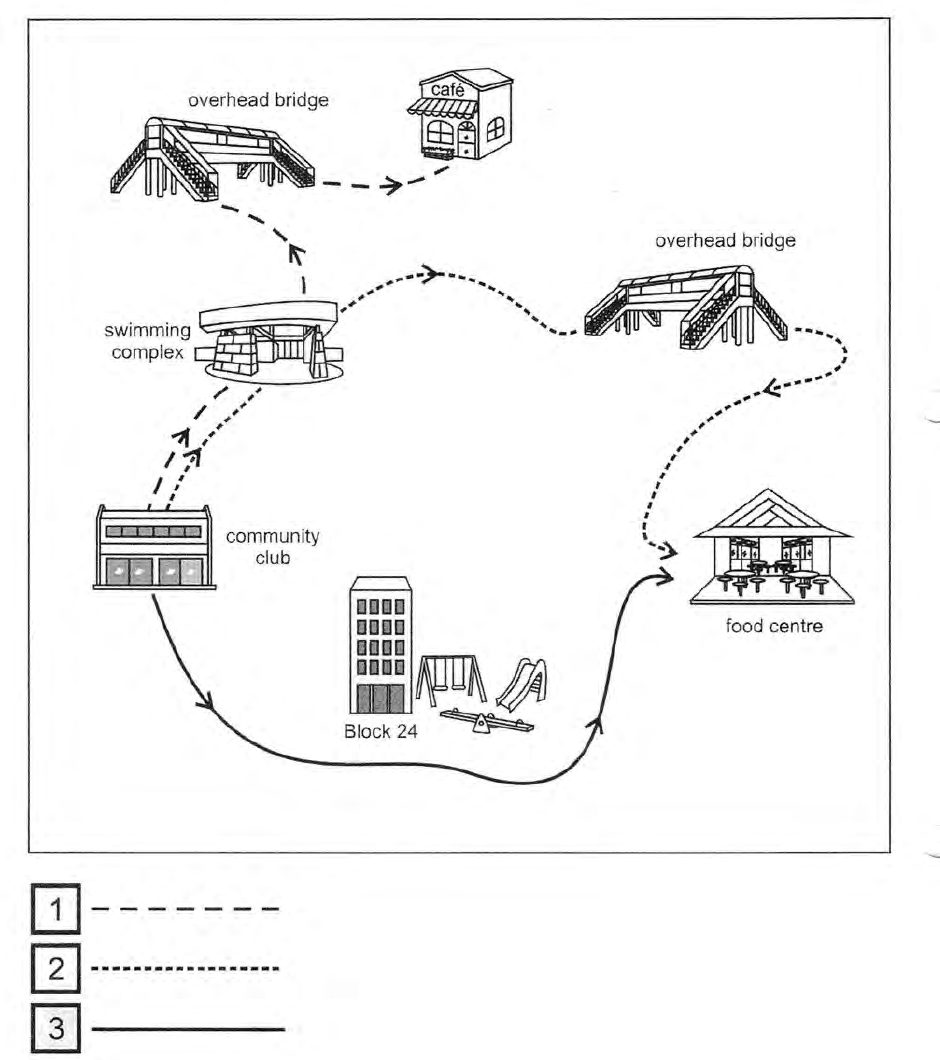 overhead bridge
café
overhead bridge
swimming
complex
community
club
food centre
Block 24
1
2
3